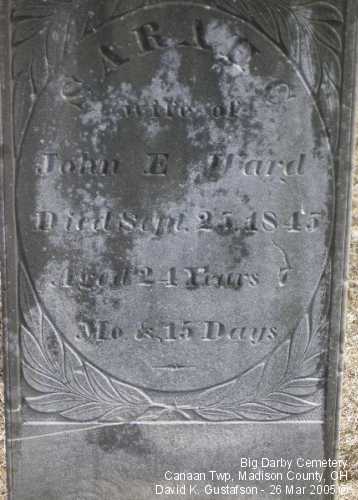 SARAH
wife of
John E Ward
Died Sept. 25, 1845
Aged 24 Years 7
Mo & 15 Days
Big Darby Cemetery
Canaan Twp, Madison County, OH
David K. Gustafson - 26 Mar 2005